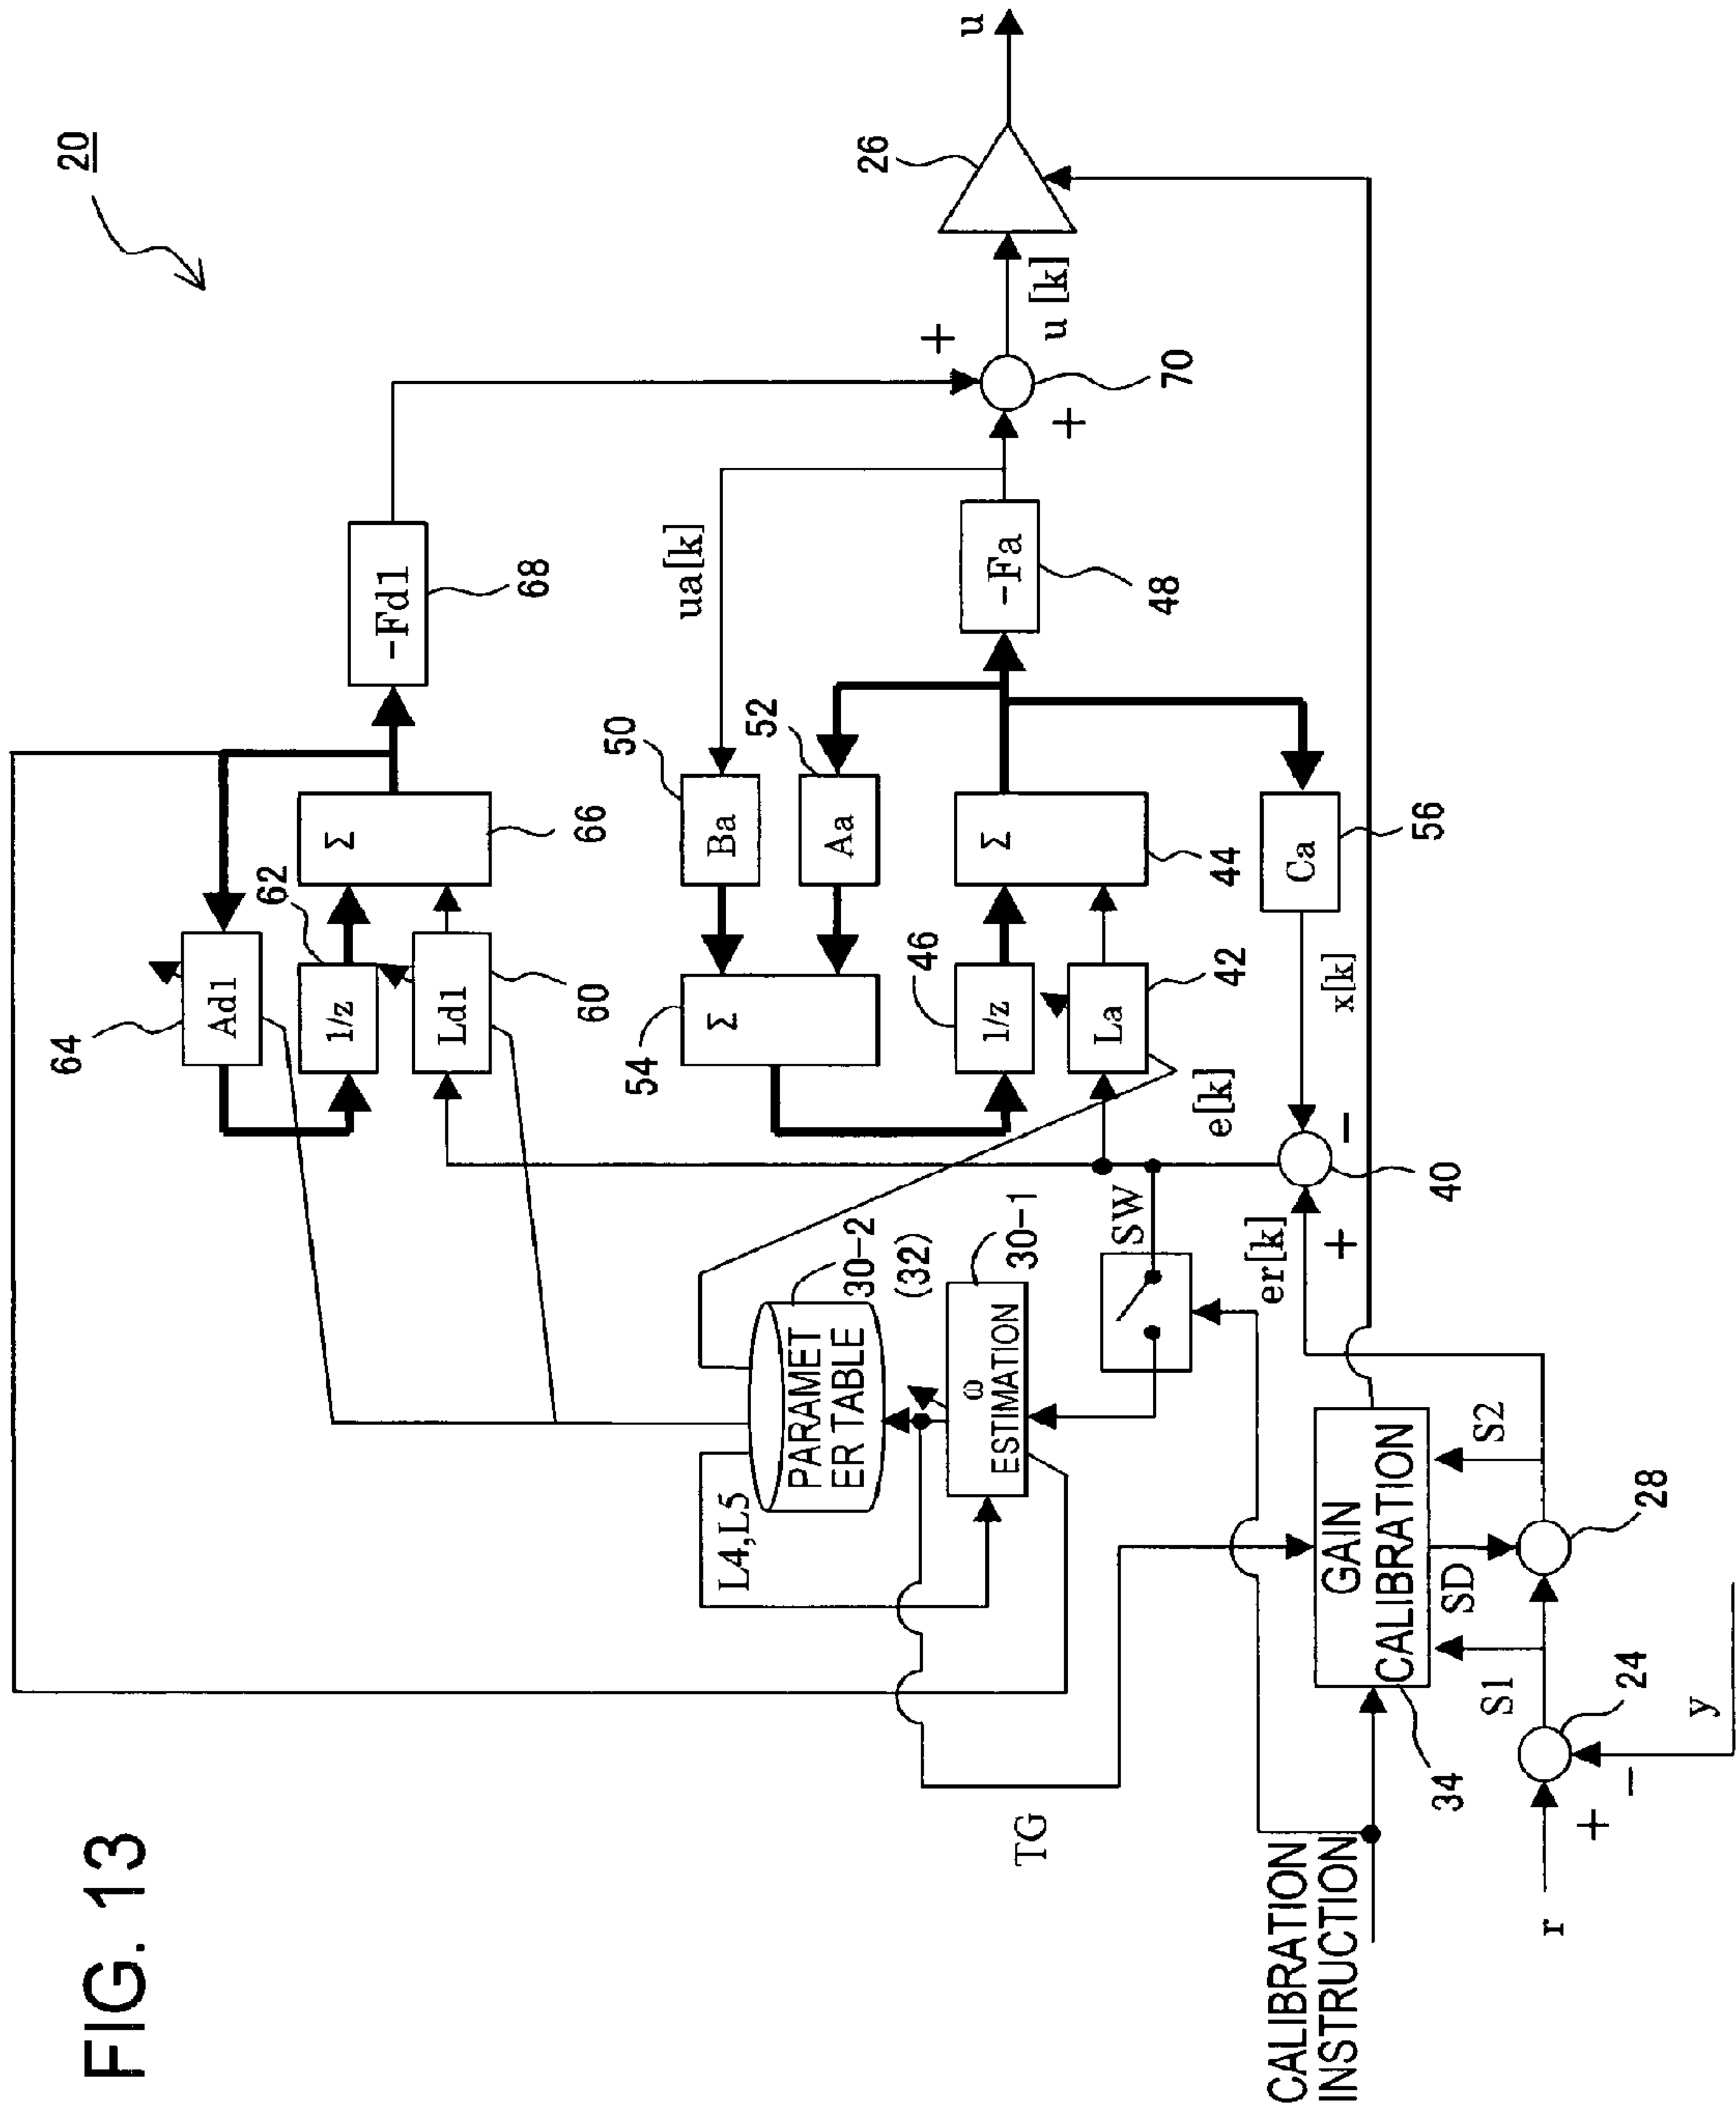 FIG. 13
20
64
Ad1
62
1/z
Σ
66
-Fd1
68
Ld1
60
ua[k]
50
Ba
52
Aa
54
Σ
46
1/z
Σ
44
-Fa
48
La
42
e[k]
Ca
56
x[k]
+
+
70
u [k]
26
u
L4,L5
PARAMET
ER TABLE
30-2
(32)
ω
ESTIMATION
30-1
SW
er[k]
+
-
40
TG
CALIBRATION
INSTRUCTION
34
GAIN
CALIBRATION
S1
SD
S2
r
+
-
24
28
y